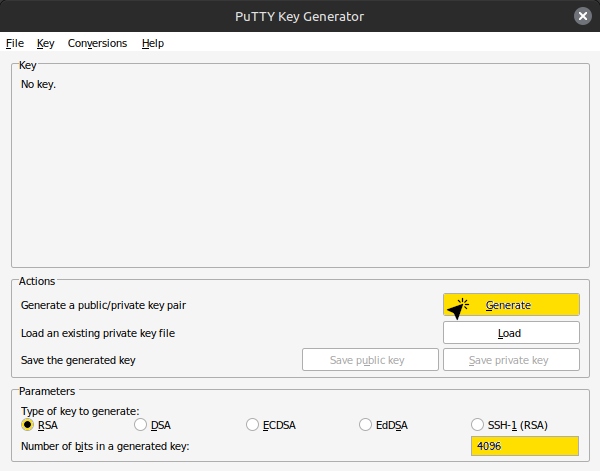 PuTTY Key Generator
File Key Conversions Help
Key
No key.
Actions
Generate a public/private key pair
Generate
Load an existing private key file
Load
Save the generated key
Save public key
Save private key
Parameters
Type of key to generate:
RSA DSA ECDSA EdDSA SSH-1 (RSA)
Number of bits in a generated key:
4096